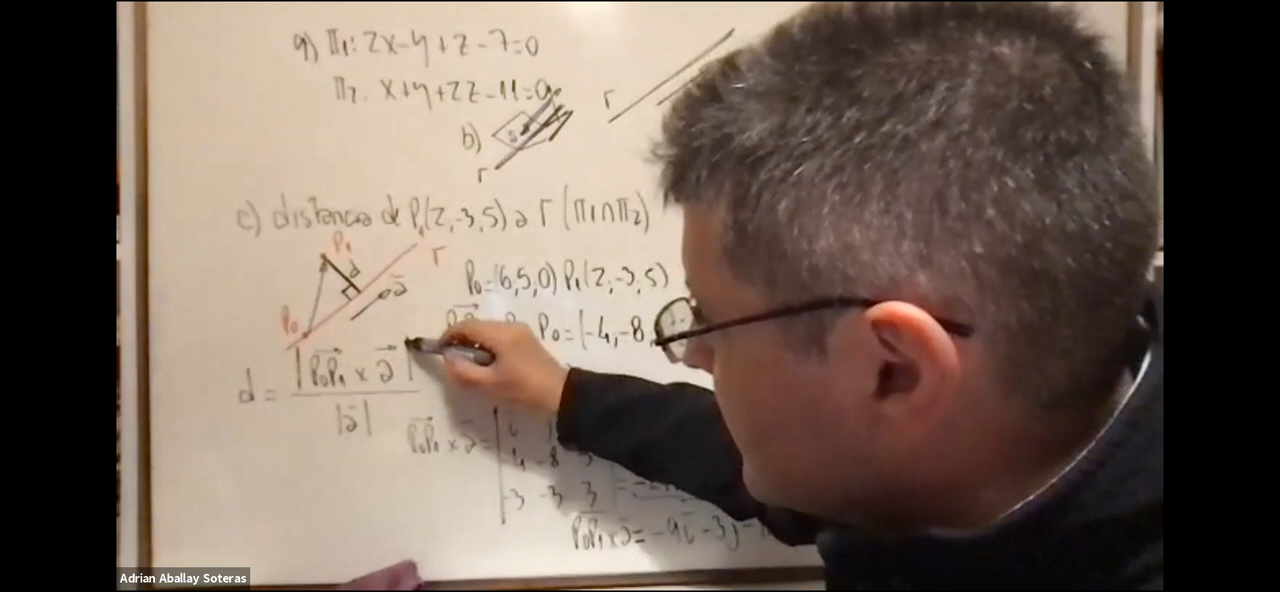 a) π₁: 2x-y+z-7=0
π₂. x+y+2z-11=0
r
b)
s
r
c) distancia de P₁(2,-3,5) a r (π₁∩π₂)
P₁
r
d
a
P₀
P₀=(6,5,0) P₁(2,-3,5)
P₀=(-4,-8,
d = |P₀P₁ x a|
|a|
P₀P₁ x a =
-8
-3 -3 3
P₀P₁ x a = -9i -3j
Adrian Aballay Soteras